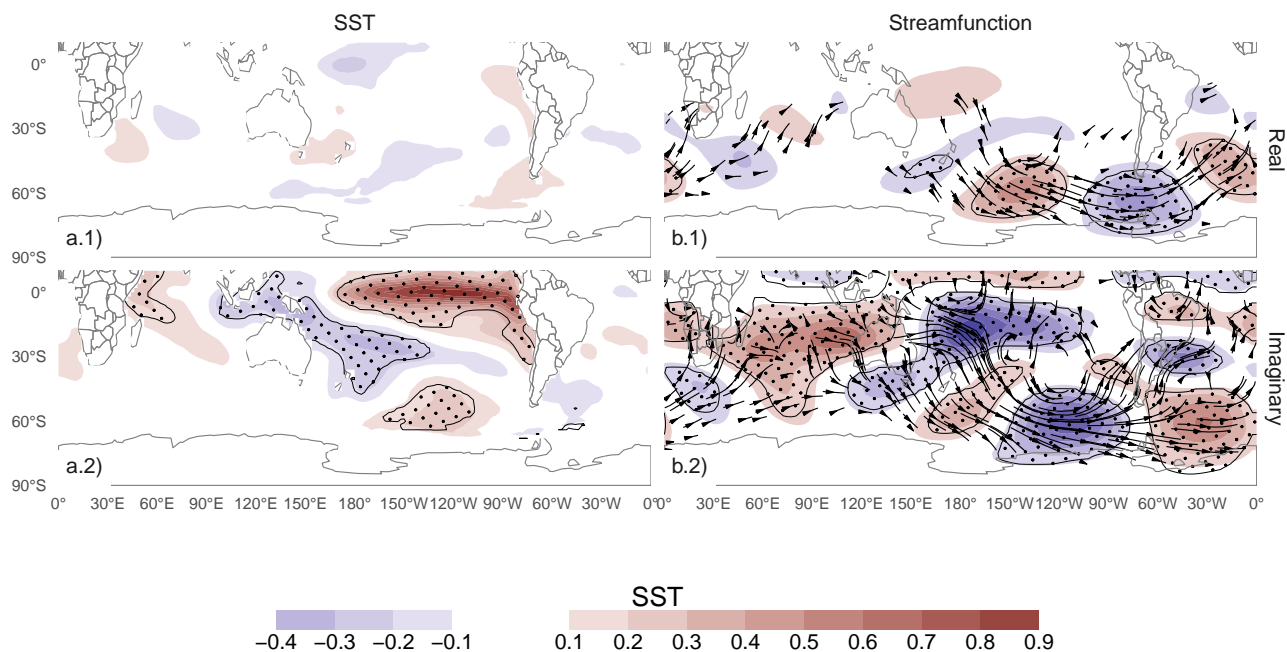 SST Streamfunction
0°
30°S
60°S
90°S
a.1) b.1)
Real
0°
30°S
60°S
90°S
a.2) b.2)
Imaginary
0° 30°E 60°E 90°E 120°E 150°E 180° 150°W 120°W 90°W 60°W 30°W 0° 0° 30°E 60°E 90°E 120°E 150°E 180° 150°W 120°W 90°W 60°W 30°W 0°
SST
−0.4 −0.3 −0.2 −0.1 0.1 0.2 0.3 0.4 0.5 0.6 0.7 0.8 0.9